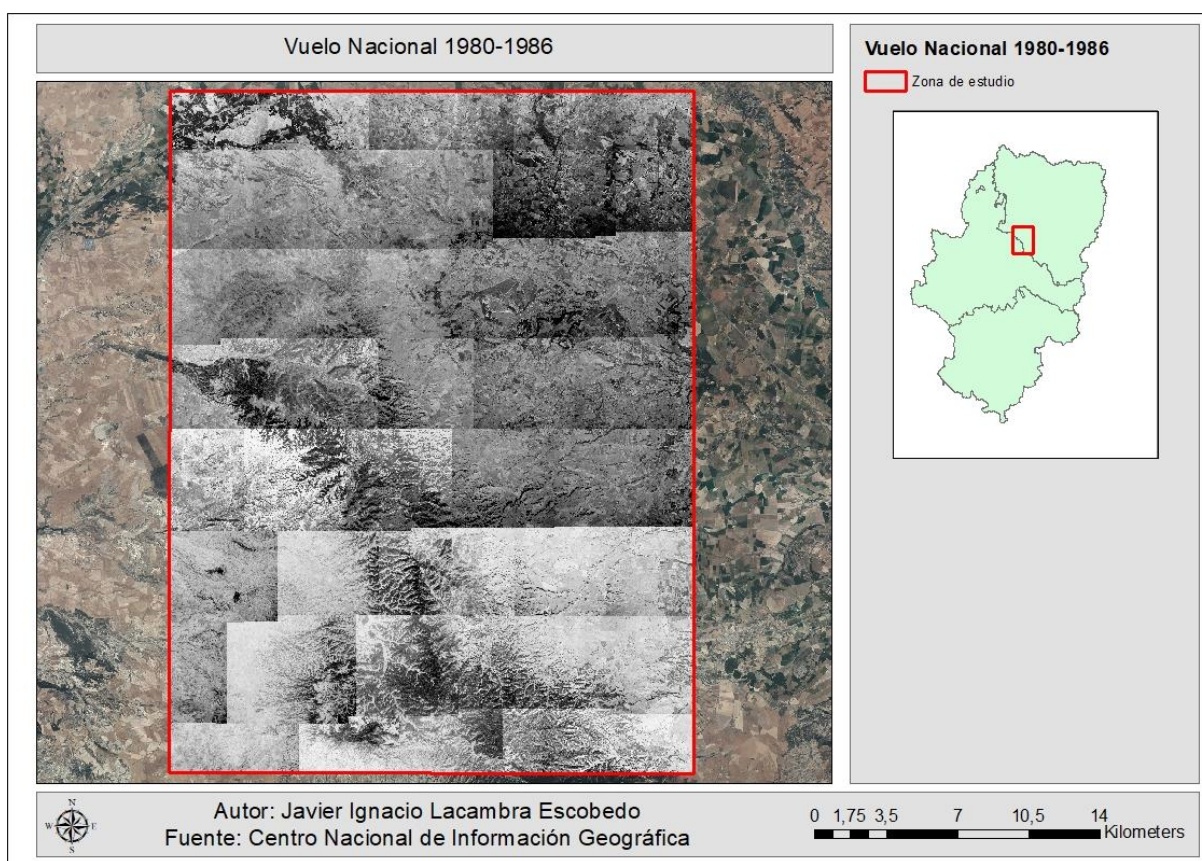 Vuelo Nacional 1980-1986
Vuelo Nacional 1980-1986
Zona de estudio
N
W E
S
Autor: Javier Ignacio Lacambra Escobedo
Fuente: Centro Nacional de Información Geográfica
0 1,75 3,5 7 10,5 14
Kilometers